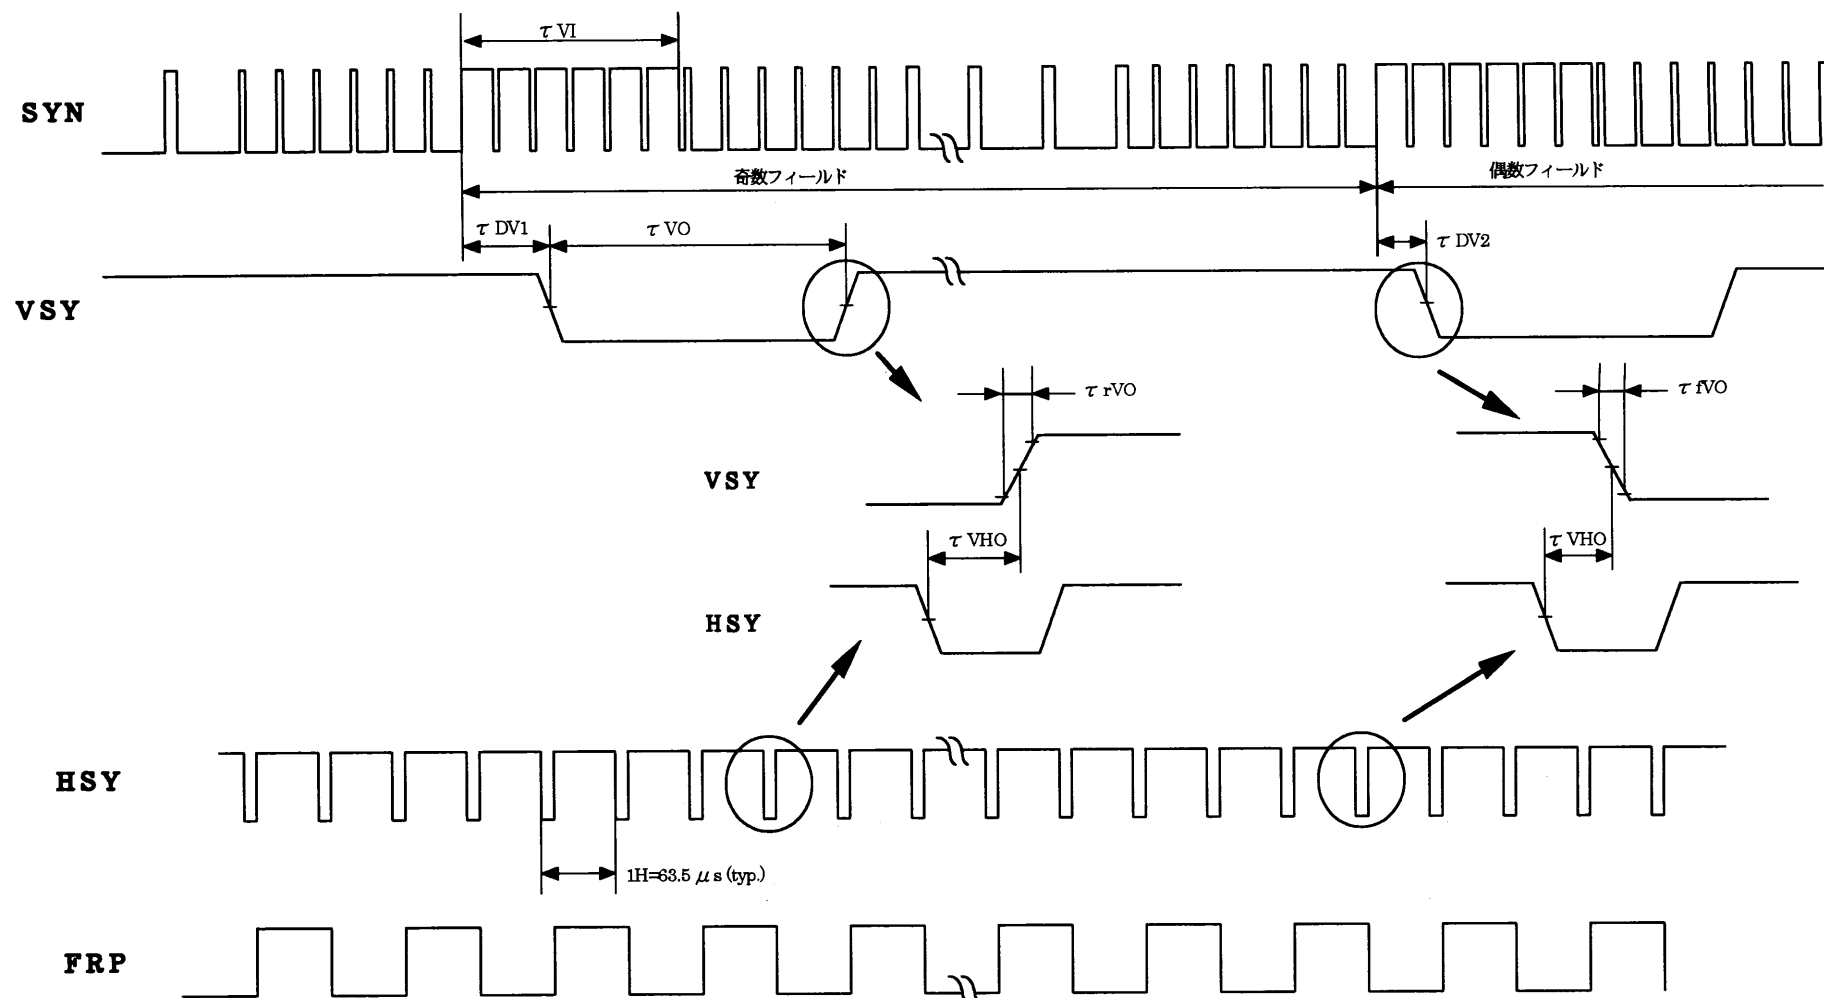 τ VI
SYN
奇数フィールド
偶数フィールド
τ DV1
τ VO
τ DV2
VSY
τ rVO
τ fVO
VSY
τ VHO
τ VHO
HSY
HSY
1H=63.5 μs (typ.)
FRP